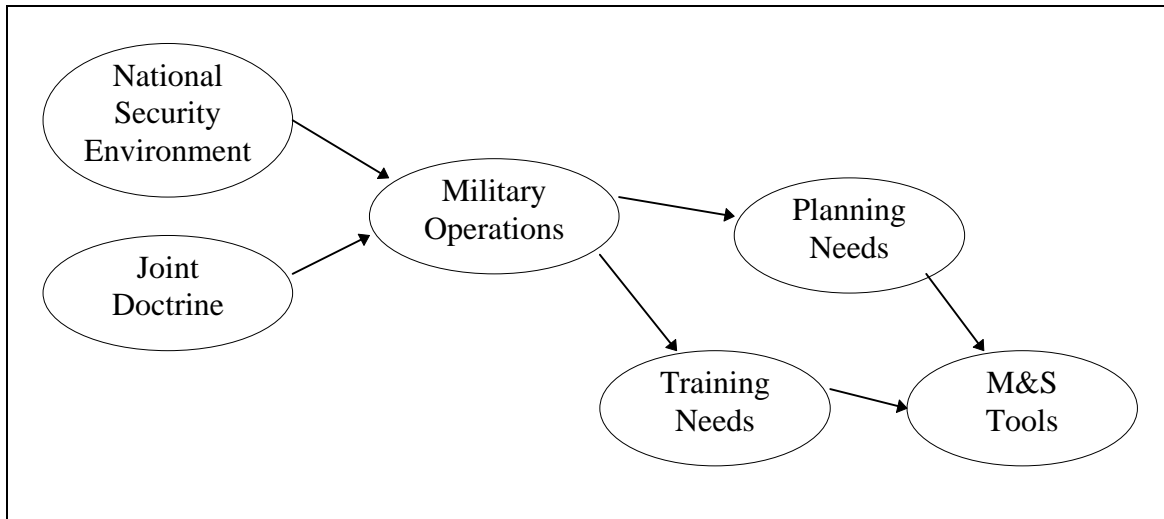 National
Security
Environment
Military
Operations
Planning
Needs
Joint
Doctrine
Training
Needs
M&S
Tools